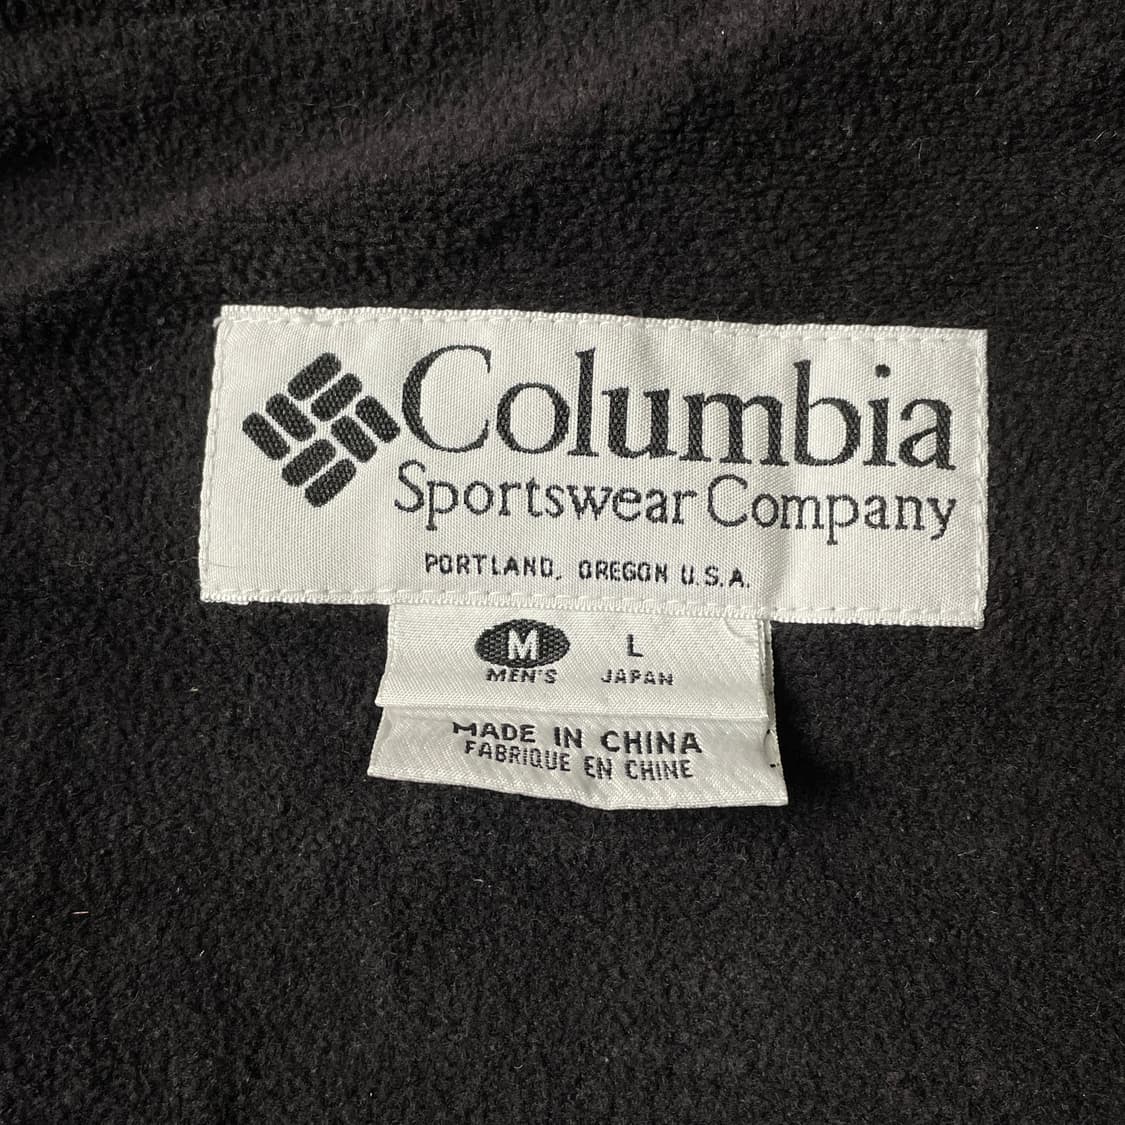 Columbia
Sportswear Company
PORTLAND, OREGON U.S.A.
M L
MEN'S JAPAN
MADE IN CHINA
FABRIQUE EN CHINE